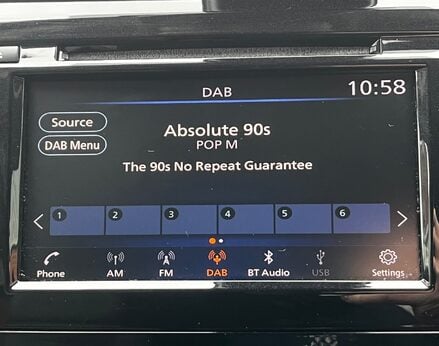 DAB
10:58
Source
DAB Menu
Absolute 90s
POP M
The 90s No Repeat Guarantee
1 2 3 4 5 6
Phone AM FM DAB BT Audio USB Settings